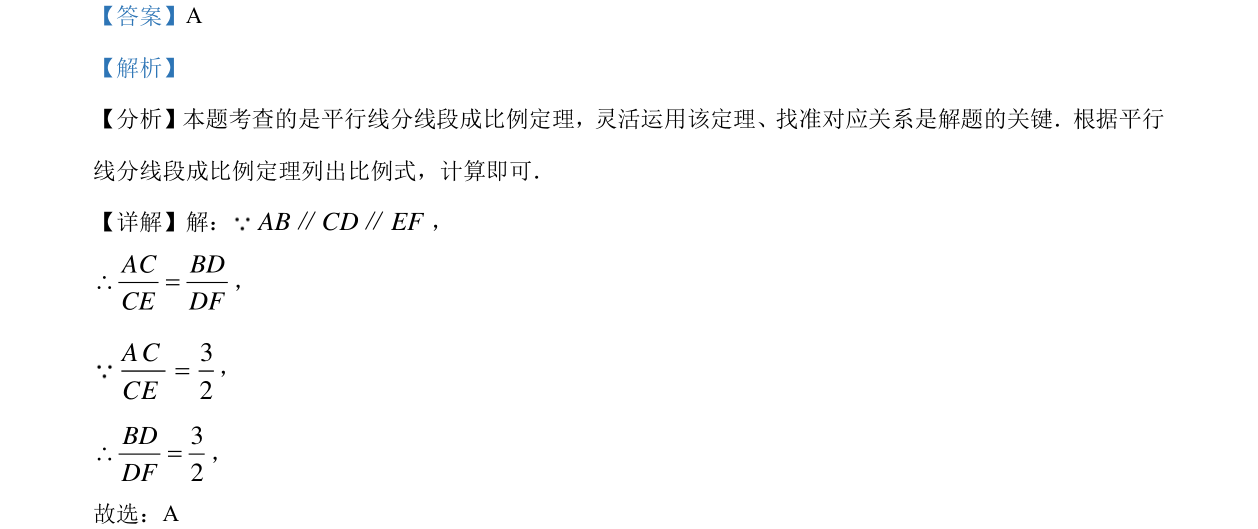 【答案】A
【解析】
【分析】本题考查的是平行线分线段成比例定理，灵活运用该定理、找准对应关系是解题的关键．根据平行
线分线段成比例定理列出比例式，计算即可．
【详解】解：∵AB∥CD∥EF，
∴AC/CE=BD/DF，
∵AC/CE=3/2，
∴BD/DF=3/2，
故选：A